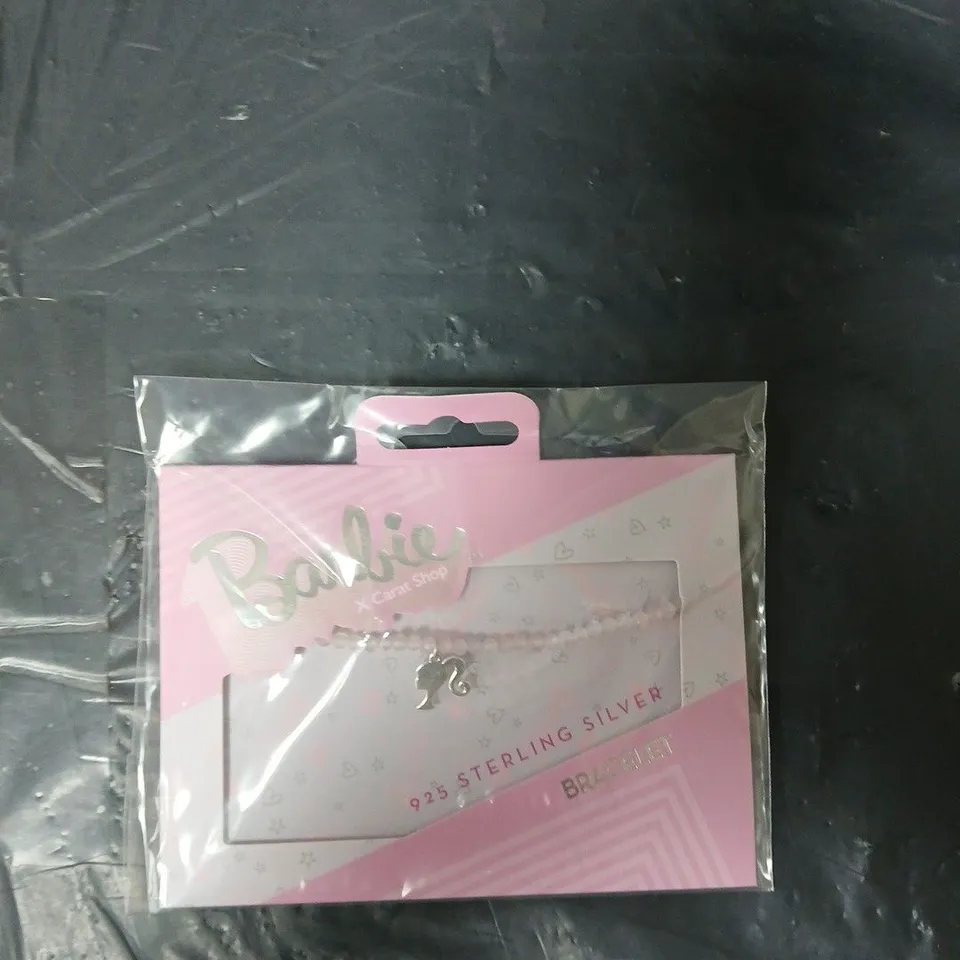 Barbie
X Carat Shop
925 STERLING SILVER
BRACELET